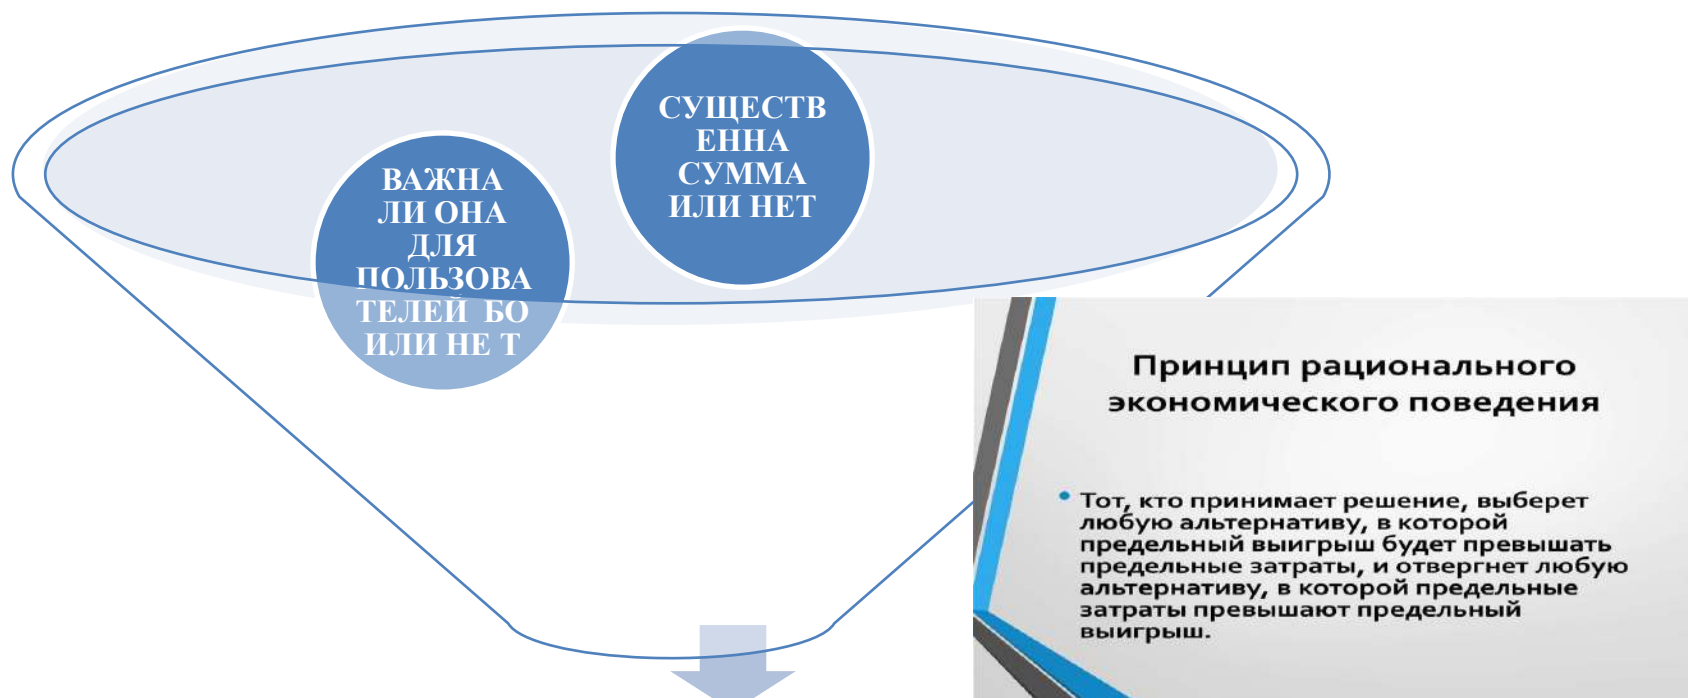 СУЩЕСТВ
ЕННА
СУММА
ИЛИ НЕТ
ВАЖНА
ЛИ ОНА
ДЛЯ
ПОЛЬЗОВА
ТЕЛЕЙ БО
ИЛИ НЕ Т
Принцип рационального
экономического поведения
• Тот, кто принимает решение, выберет
любую альтернативу, в которой
предельный выигрыш будет превышать
предельные затраты, и отвергнет любую
альтернативу, в которой предельные
затраты превышают предельный
выигрыш.